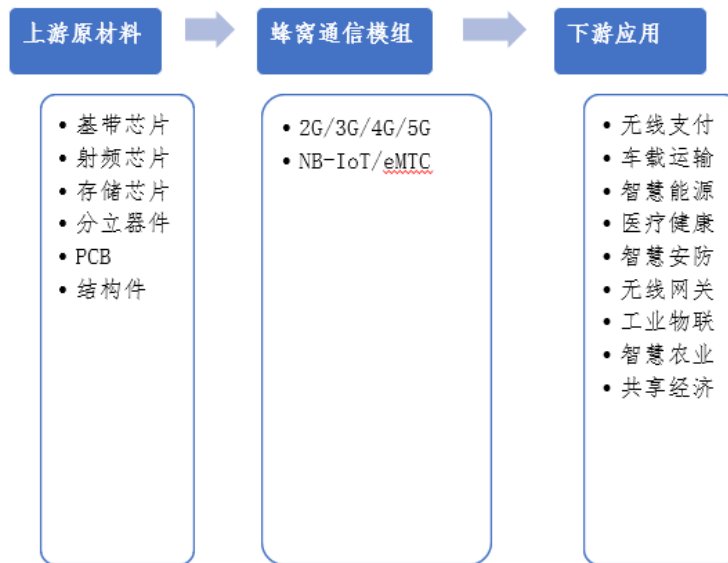 上游原材料
蜂窝通信模组
下游应用
• 基带芯片
• 射频芯片
• 存储芯片
• 分立器件
• PCB
• 结构件
• 2G/3G/4G/5G
• NB-IoT/eMTC
• 无线支付
• 车载运输
• 智慧能源
• 医疗健康
• 智慧安防
• 无线网关
• 工业物联
• 智慧农业
• 共享经济